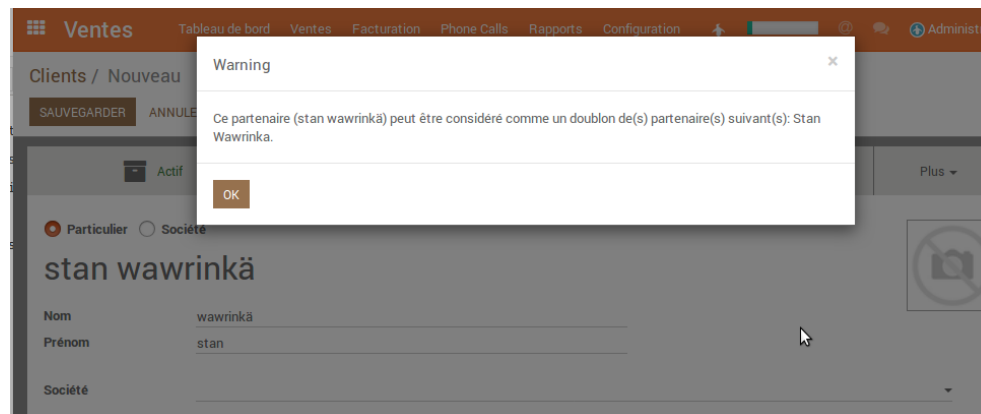 Ventes Tableau de bord Ventes Facturation Phone Calls Rapports Configuration @ Administ
Clients / Nouveau
Warning ×
SAUVEGARDER ANNULE
Ce partenaire (stan wawrinkä) peut être considéré comme un doublon de(s) partenaire(s) suivant(s): Stan
Wawrinka.
Actif Plus
OK
Particulier Société
stan wawrinkä
Nom wawrinkä
Prénom stan
Société